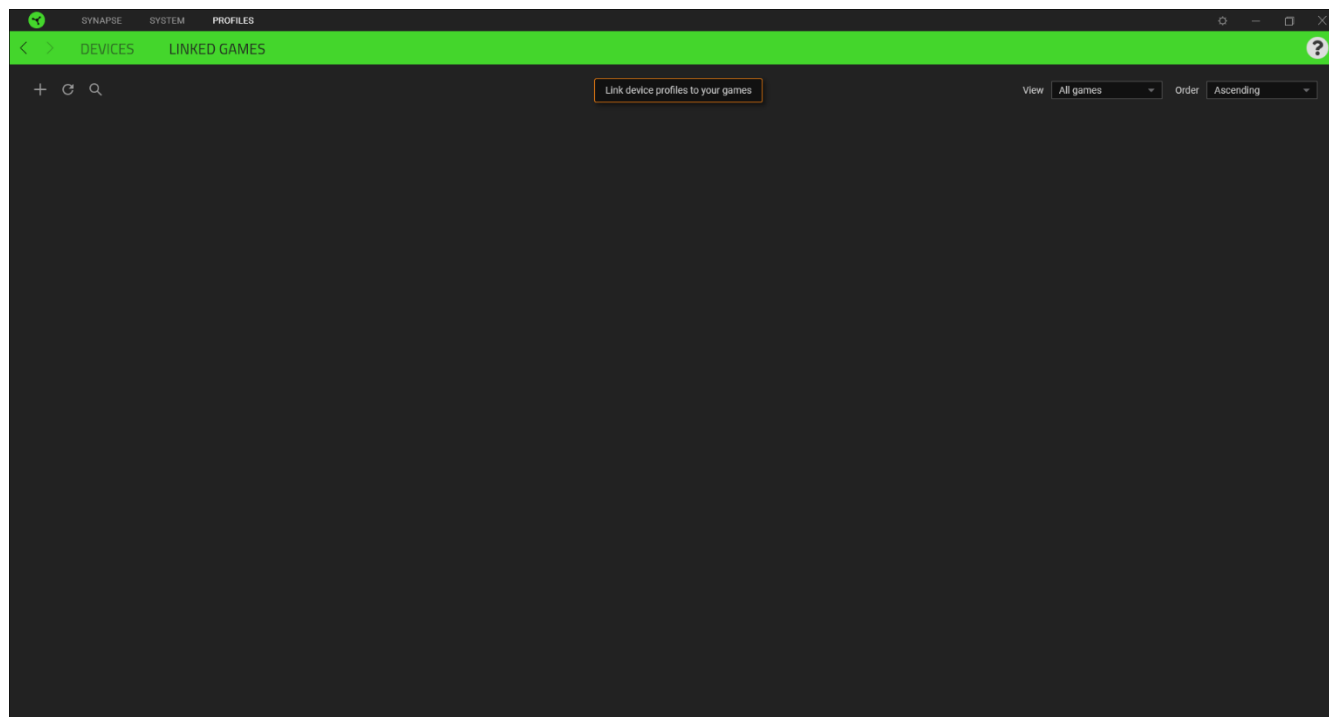 SYNAPSE SYSTEM PROFILES
DEVICES LINKED GAMES ?
Link device profiles to your games View All games Order Ascending